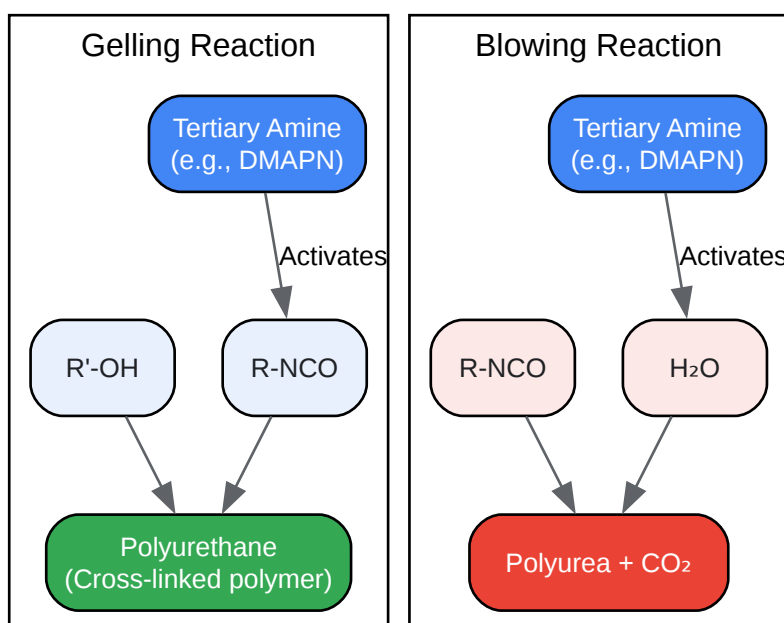 Gelling Reaction
Tertiary Amine
(e.g., DMAPN)
Activates
R'-OH
R-NCO
Polyurethane
(Cross-linked polymer)
Blowing Reaction
Tertiary Amine
(e.g., DMAPN)
Activates
R-NCO
H₂O
Polyurea + CO₂